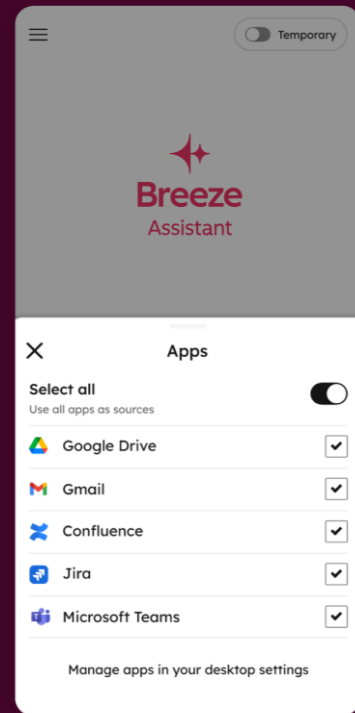 Temporary
Breeze
Assistant
Apps
Select all
Use all apps as sources
Google Drive
Gmail
Confluence
Jira
Microsoft Teams
Manage apps in your desktop settings